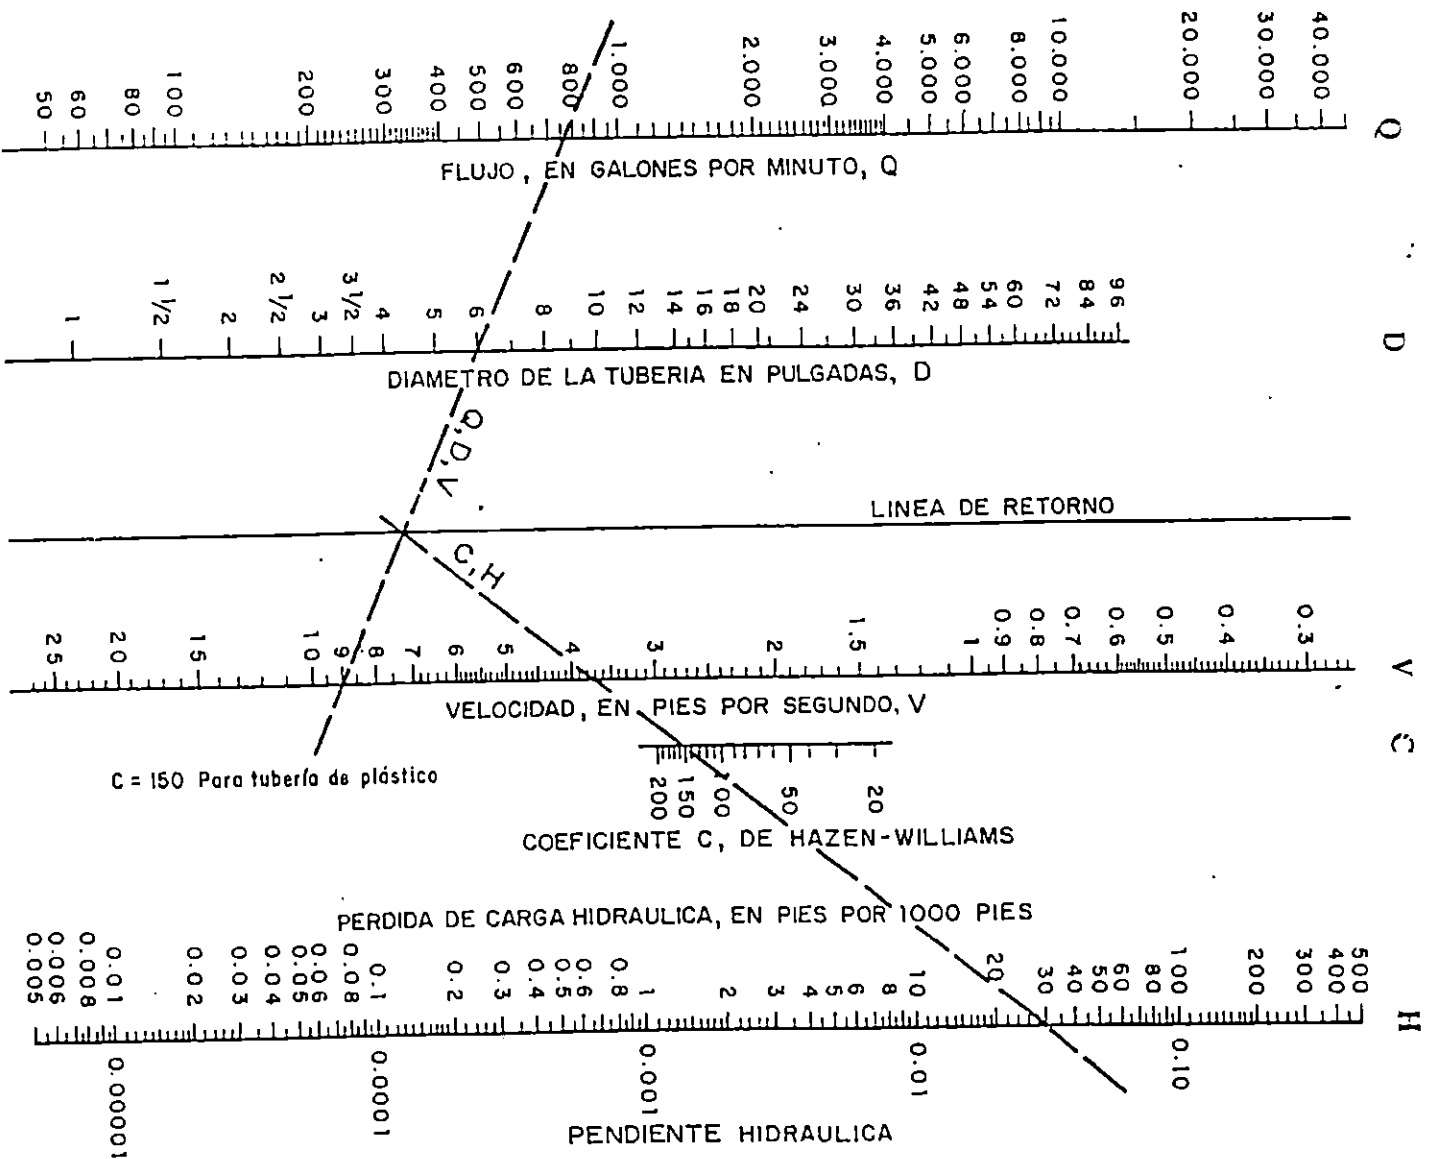 50 60 80 100 200 300 400 500 600 800 1.000 2.000 3.000 4.000 5.000 6.000 8.000 10.000 20.000 30.000 40.000
Q
FLUJO, EN GALONES POR MINUTO, Q
1 1 1/2 2 2 1/2 3 3 1/2 4 5 6 8 10 12 14 16 18 20 24 30 36 42 48 54 60 72 84 96
D
DIAMETRO DE LA TUBERIA EN PULGADAS, D
Q, D, V
LINEA DE RETORNO
C, H
25 20 15 10 9 8 7 6 5 4 3 2 1.5 1 0.9 0.8 0.7 0.6 0.5 0.4 0.3
V
VELOCIDAD, EN PIES POR SEGUNDO, V
C
C = 150 Para tubería de plástico
200 150 100 50 20
COEFICIENTE C, DE HAZEN-WILLIAMS
PERDIDA DE CARGA HIDRAULICA, EN PIES POR 1000 PIES
0.005 0.006 0.008 0.01 0.02 0.03 0.04 0.05 0.06 0.08 0.1 0.2 0.3 0.4 0.5 0.6 0.8 1 2 3 4 5 6 8 10 20 30 40 50 60 80 100 200 300 400 500
H
0.00001 0.0001 0.001 0.01 0.10
PENDIENTE HIDRAULICA